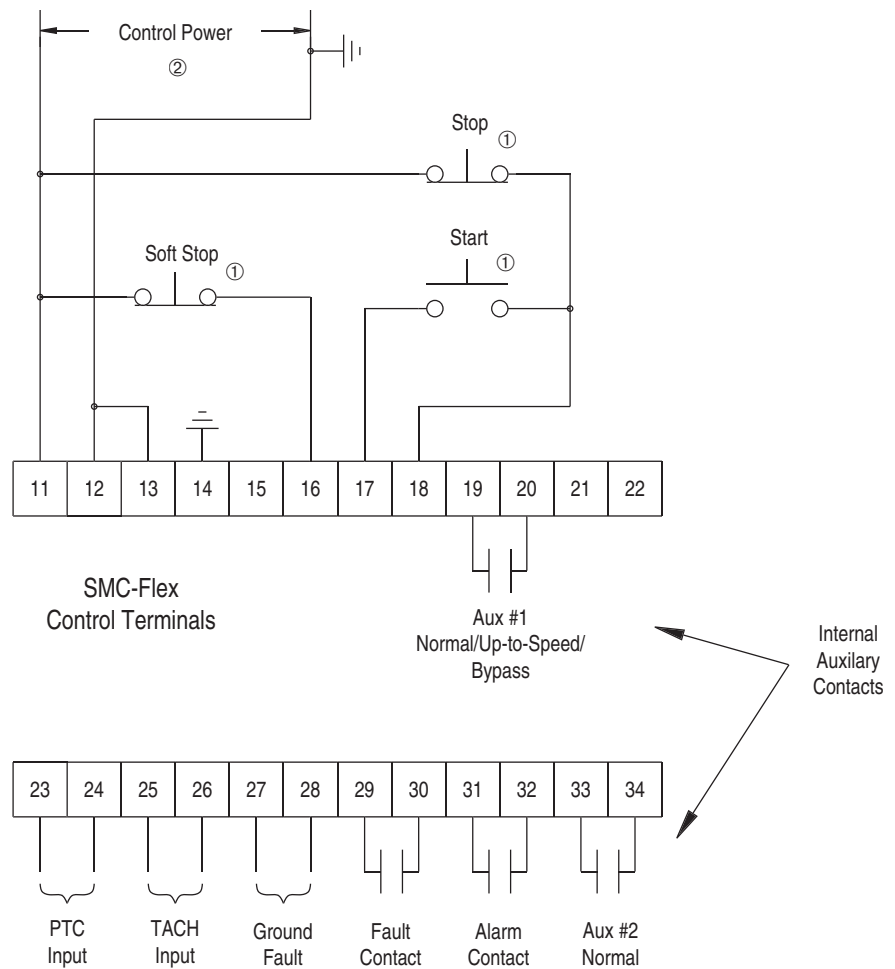 Control Power
②
Stop
①
Start
①
Soft Stop
①
11 12 13 14 15 16 17 18 19 20 21 22
SMC-Flex
Control Terminals
Aux #1
Normal/Up-to-Speed/
Bypass
Internal
Auxilary
Contacts
23 24 25 26 27 28 29 30 31 32 33 34
PTC
Input
TACH
Input
Ground
Fault
Fault
Contact
Alarm
Contact
Aux #2
Normal